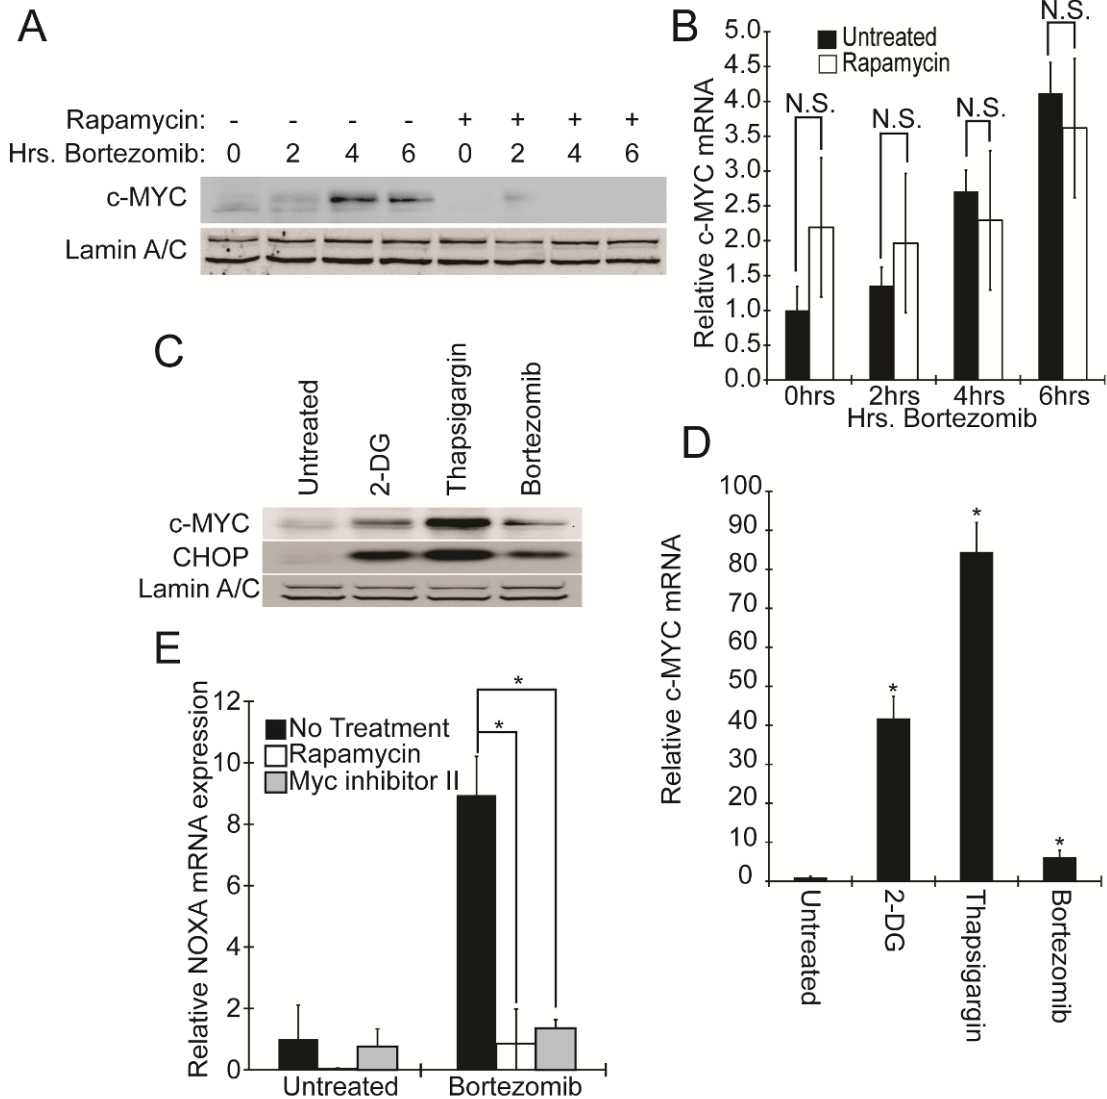 A
Rapamycin: - - - - + + + +
Hrs. Bortezomib: 0 2 4 6 0 2 4 6
c-MYC
Lamin A/C
B
Relative c-MYC mRNA
5.0
4.5
4.0
3.5
3.0
2.5
2.0
1.5
1.0
0.5
0.0
Untreated
Rapamycin
N.S. N.S. N.S. N.S.
0hrs 2hrs 4hrs 6hrs
Hrs. Bortezomib
C
Untreated
2-DG
Thapsigargin
Bortezomib
c-MYC
CHOP
Lamin A/C
D
Relative c-MYC mRNA
100
90
80
70
60
50
40
30
20
10
0
* * *
Untreated
2-DG
Thapsigargin
Bortezomib
E
Relative NOXA mRNA expression
12
10
8
6
4
2
0
No Treatment
Rapamycin
Myc inhibitor II
*
*
Untreated Bortezomib